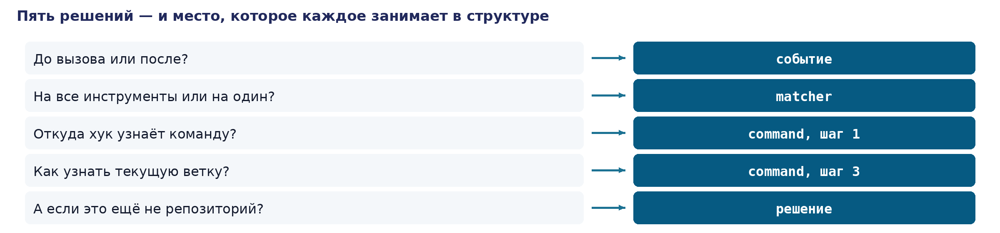 Пять решений — и место, которое каждое занимает в структуре
До вызова или после?
событие
На все инструменты или на один?
matcher
Откуда хук узнаёт команду?
command, шаг 1
Как узнать текущую ветку?
command, шаг 3
А если это ещё не репозиторий?
решение